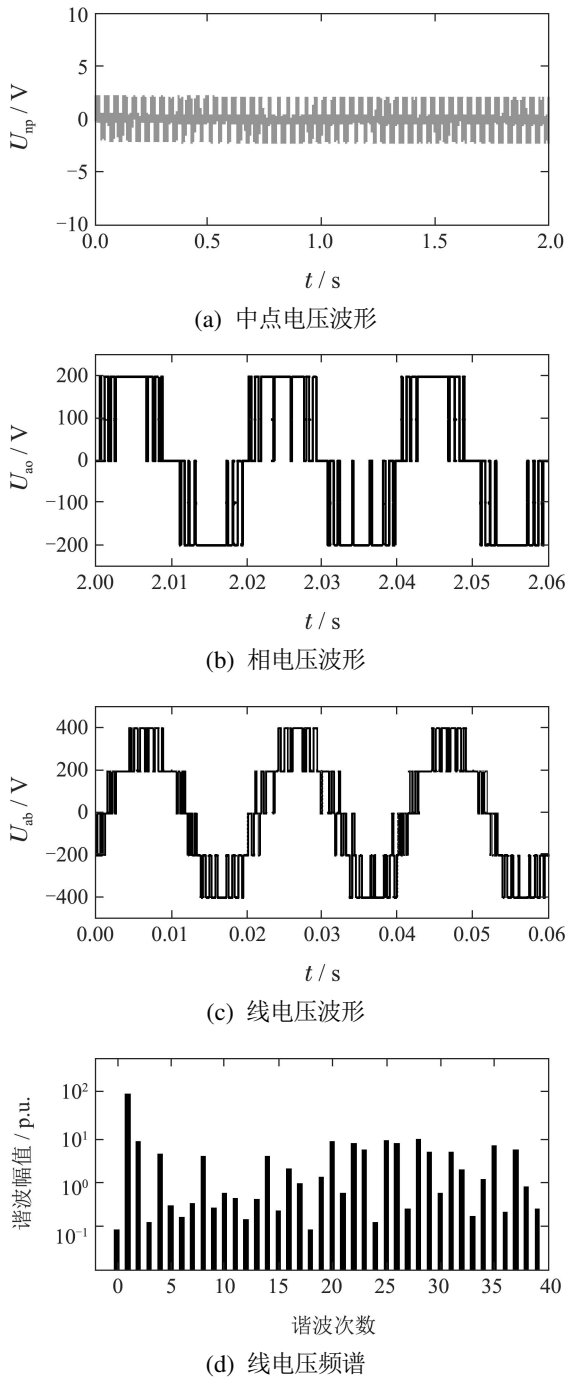 10
5
0
−5
−10
U_np / V
0.0 0.5 1.0 1.5 2.0
t / s
(a) 中点电压波形
200
100
0
−100
−200
U_ao / V
2.00 2.01 2.02 2.03 2.04 2.05 2.06
t / s
(b) 相电压波形
400
200
0
−200
−400
U_ab / V
0.00 0.01 0.02 0.03 0.04 0.05 0.06
t / s
(c) 线电压波形
10²
10¹
10⁰
10⁻¹
谐波幅值 / p.u.
0 5 10 15 20 25 30 35 40
谐波次数
(d) 线电压频谱